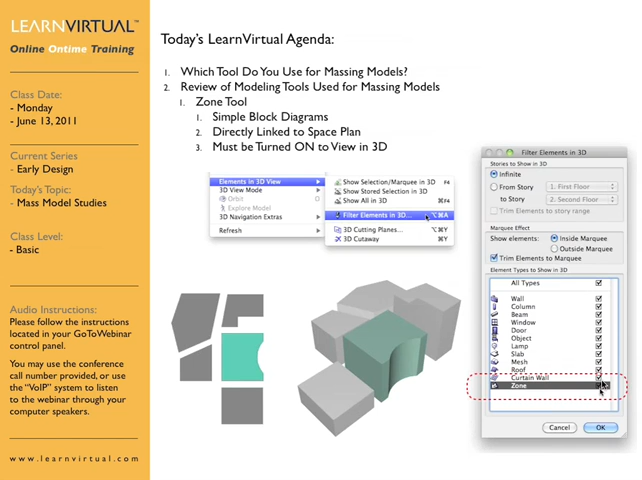 LEARNVIRTUAL™
Online Ontime Training
Class Date:
- Monday
- June 13, 2011
Current Series
- Early Design
Today's Topic:
- Mass Model Studies
Class Level:
- Basic
Audio Instructions:
Please follow the instructions
located in your GoToWebinar
control panel.
You may use the conference
call number provided, or use
the "VoIP" system to listen
to the webinar through your
computer speakers.
www.learnvirtual.com
Today's LearnVirtual Agenda:
1. Which Tool Do You Use for Massing Models?
2. Review of Modeling Tools Used for Massing Models
1. Zone Tool
1. Simple Block Diagrams
2. Directly Linked to Space Plan
3. Must be Turned ON to View in 3D
Elements in 3D View
3D View Mode
Orbit O
Explore Model
3D Navigation Extras
Refresh R
Show Selection/Marquee in 3D F4
Show Stored Selection in 3D
Show All in 3D ⌘F4
Filter Elements in 3D... ⌥⌘A
3D Cutting Planes... ⌥⌘Y
3D Cutaway ⌘Y
Filter Elements in 3D
Stories to Show in 3D
Infinite
From Story 1. First Floor
to Story 2. Second Floor
Trim Elements to story range
Marquee Effect
Show elements: Inside Marquee
Outside Marquee
Trim Elements to Marquee
Element Types to Show in 3D
All Types
Wall
Column
Beam
Window
Door
Object
Lamp
Slab
Mesh
Roof
Curtain Wall
Zone
Cancel OK